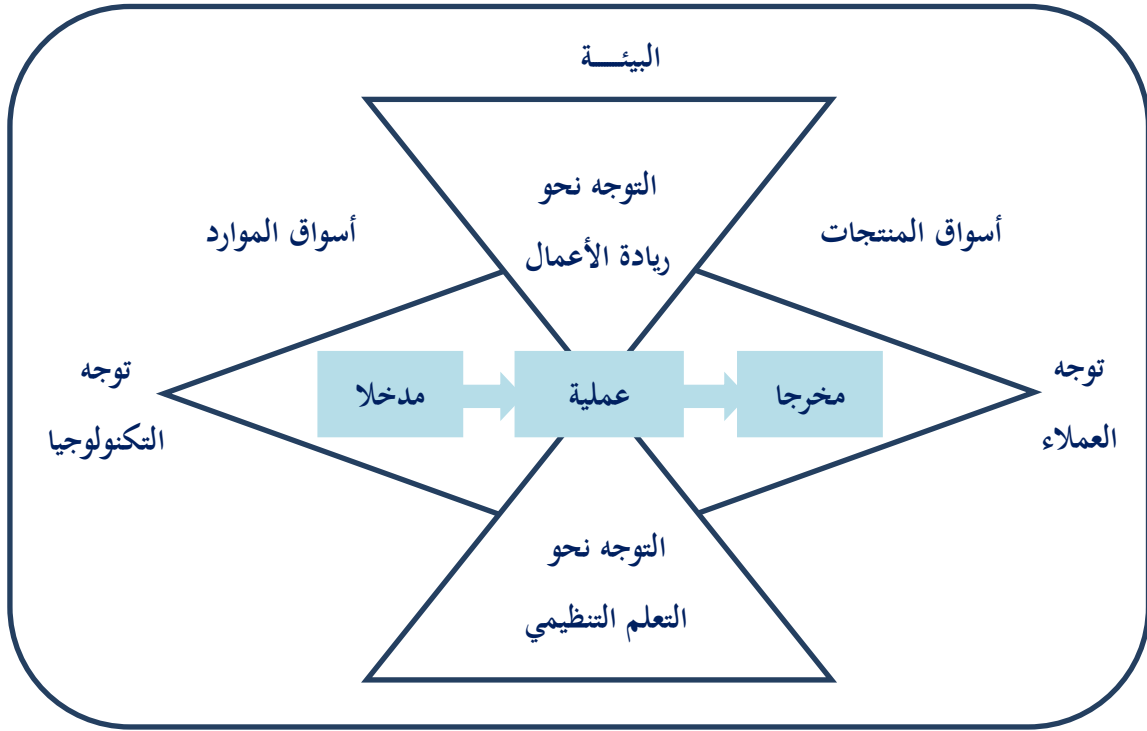 البيئـــــة
التوجه نحو
ريادة الأعمال
أسواق المنتجات
أسواق الموارد
توجه
العملاء
مخرجا
عملية
مدخلا
توجه
التكنولوجيا
التوجه نحو
التعلم التنظيمي